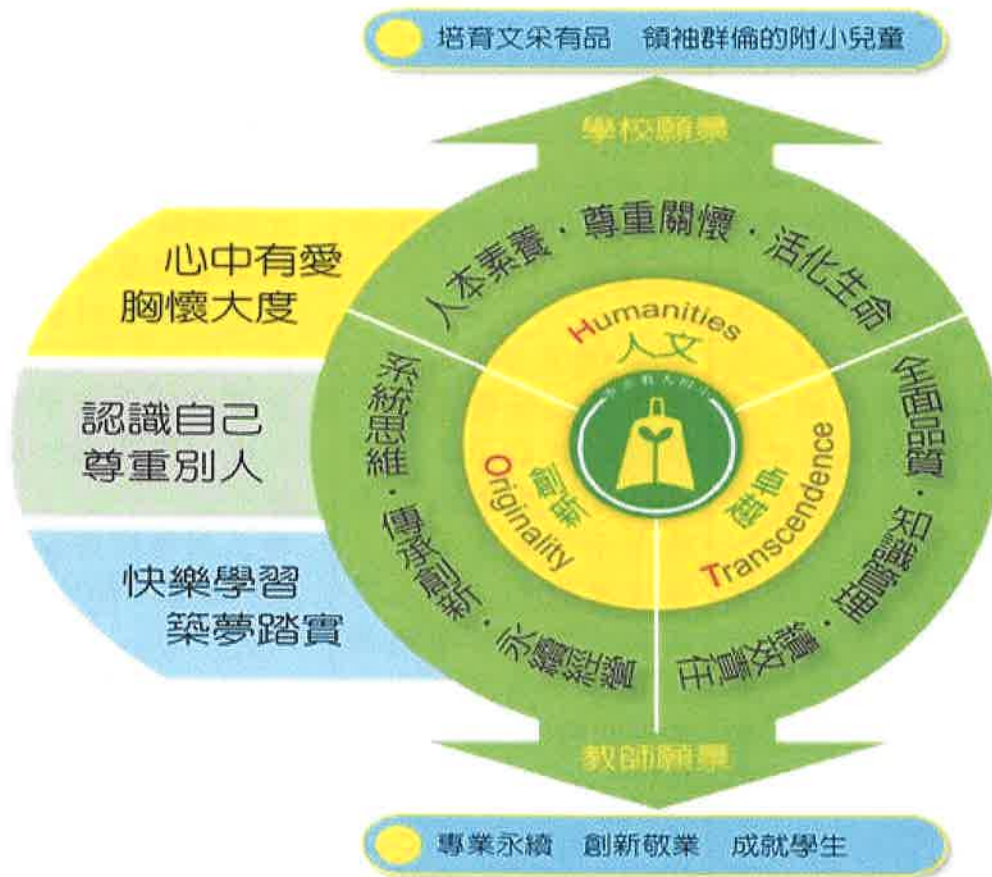 培育文采有品 領袖群倫的附小兒童
學校願景
人本素養．尊重關懷．活化生命
心中有愛
胸懷大度
認識自己
尊重別人
快樂學習
築夢踏實
Humanities
人文
系統思維．傳承創新．永續經營
Originality
創新
全面品質．知識管理．績效責任
Transcendence
卓越
教師願景
專業永續 創新敬業 成就學生